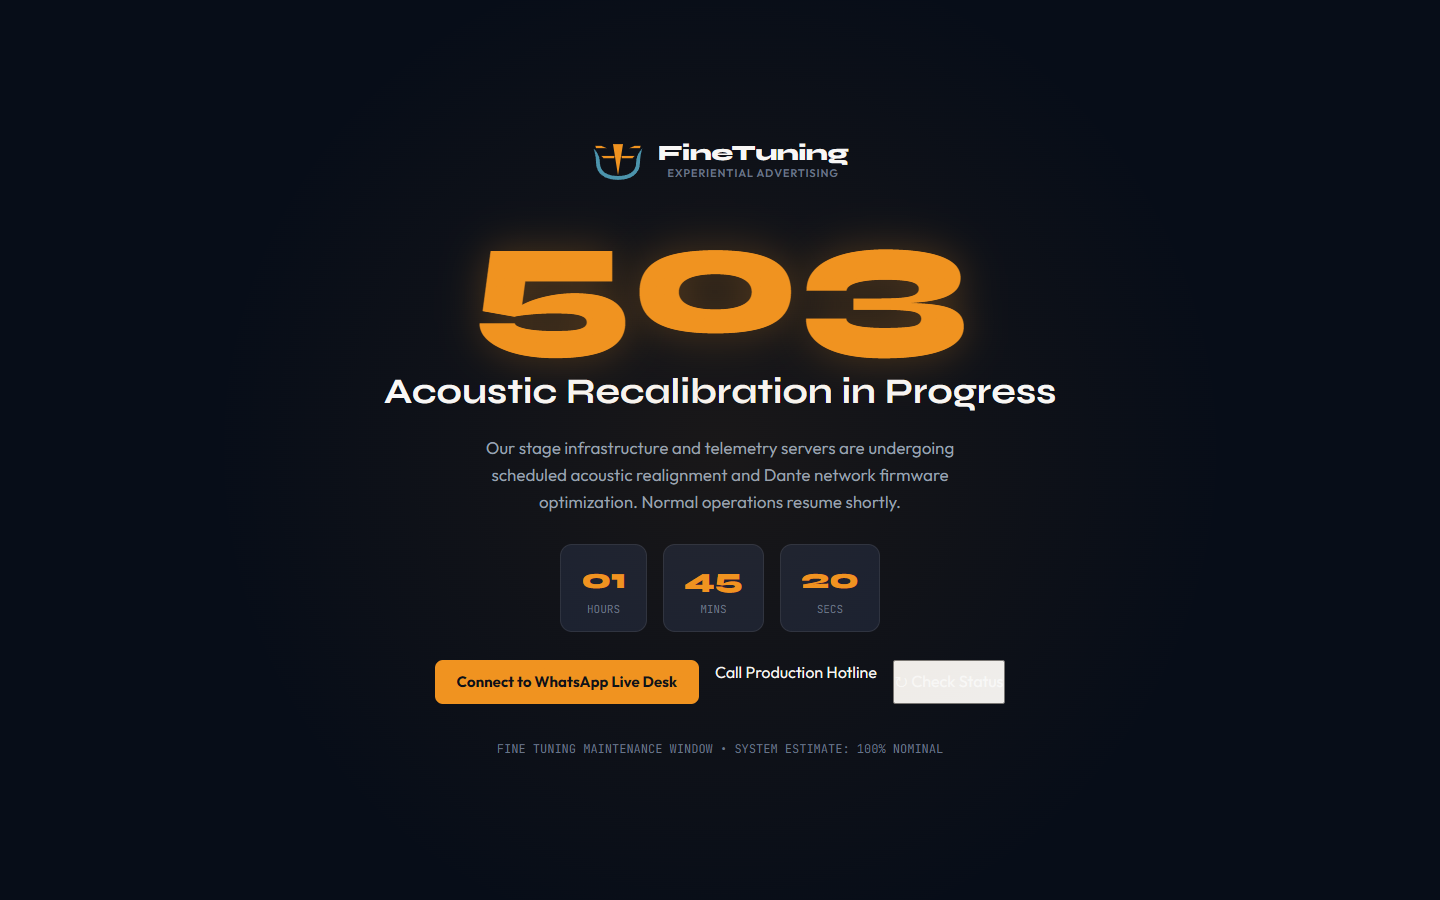 FineTuning
EXPERIENTIAL ADVERTISING
503
Acoustic Recalibration in Progress
Our stage infrastructure and telemetry servers are undergoing
scheduled acoustic realignment and Dante network firmware
optimization. Normal operations resume shortly.
01 45 20
HOURS MINS SECS
Connect to WhatsApp Live Desk Call Production Hotline ↻ Check Status
FINE TUNING MAINTENANCE WINDOW • SYSTEM ESTIMATE: 100% NOMINAL